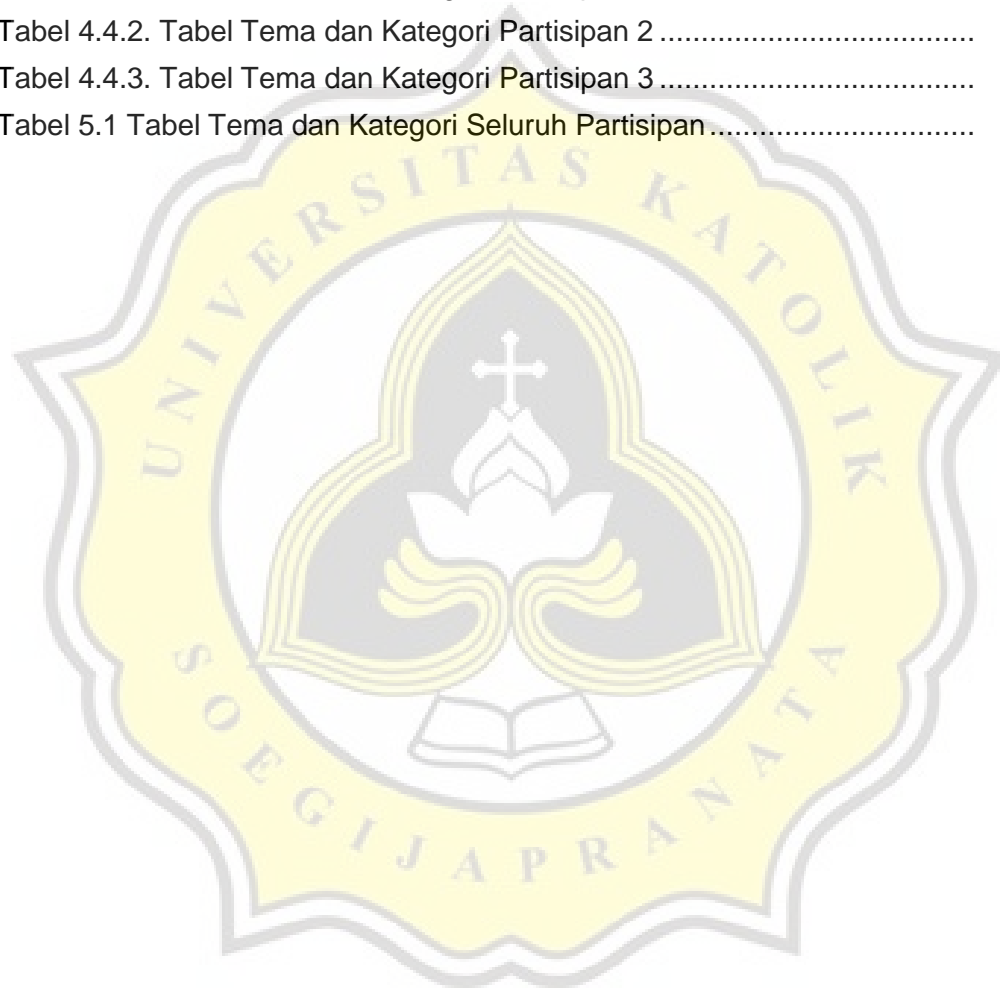 Tabel 4.4.2. Tabel Tema dan Kategori Partisipan 2 ......................................
Tabel 4.4.3. Tabel Tema dan Kategori Partisipan 3 ......................................
Tabel 5.1 Tabel Tema dan Kategori Seluruh Partisipan ................................
UNIVERSITAS KATOLIK
SOEGIJAPRANATA